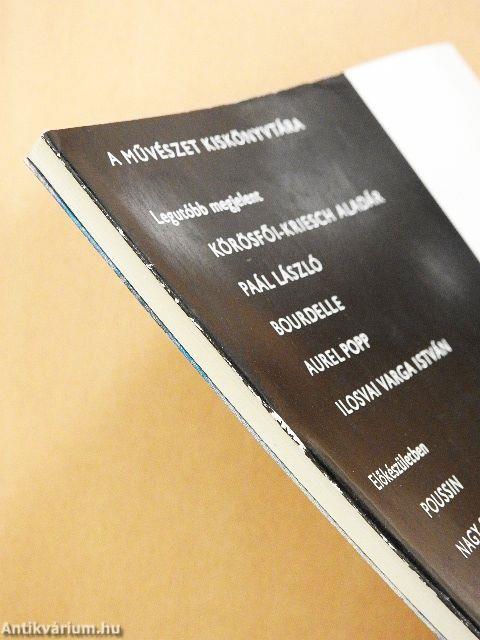 A MŰVÉSZET KISKÖNYVTÁRA
Legutóbb megjelent
KÖRÖSFŐI-KRIESCH ALADÁR
PAÁL LÁSZLÓ
BOURDELLE
AUREL POPP
ILOSVAI VARGA ISTVÁN
Előkészületben
POUSSIN
NAGY
Antikvárium.hu